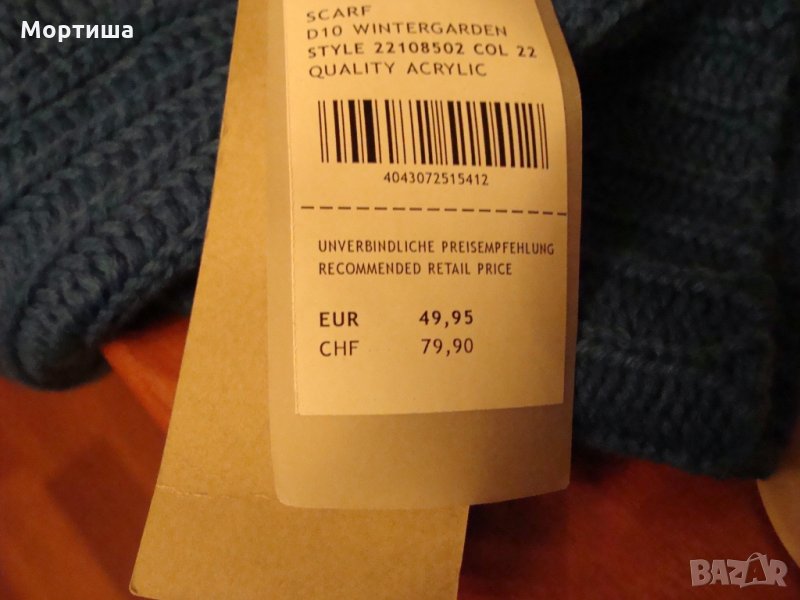 Мортиша
SCARF
D10 WINTERGARDEN
STYLE 22108502 COL 22
QUALITY ACRYLIC
4043072515412
UNVERBINDLICHE PREISEMPFEHLUNG
RECOMMENDED RETAIL PRICE
EUR 49,95
CHF 79,90
BAZAR